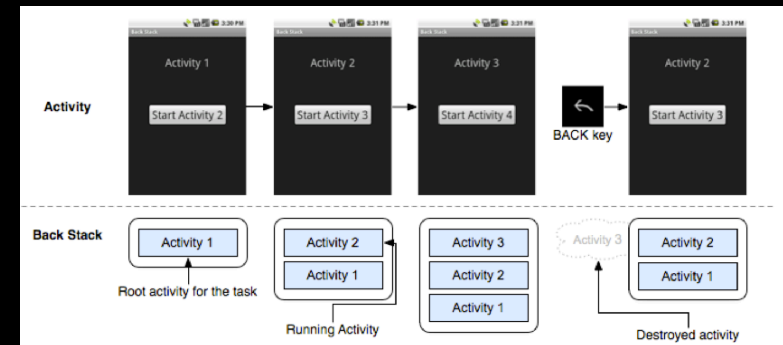 3:30 PM
3:31 PM
3:31 PM
3:31 PM
Back Stack
Back Stack
Back Stack
Back Stack
Activity 1
Activity 2
Activity 3
Activity 2
Activity
Start Activity 2
Start Activity 3
Start Activity 4
BACK key
Start Activity 3
Back Stack
Activity 1
Root activity for the task
Activity 2
Activity 1
Running Activity
Activity 3
Activity 2
Activity 1
Activity 3
Activity 2
Activity 1
Destroyed activity